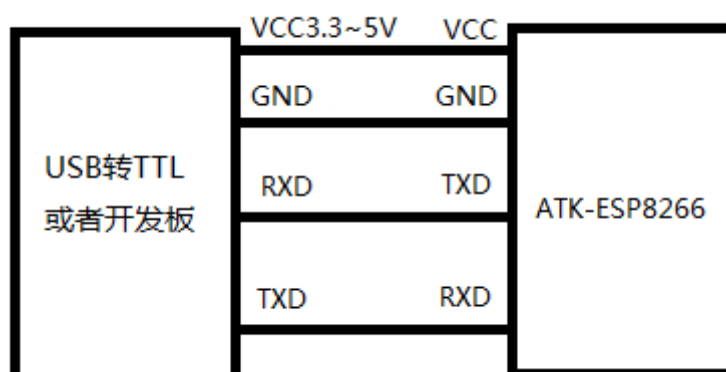 VCC3.3~5V VCC
GND GND
USB转TTL
或者开发板
RXD TXD
ATK-ESP8266
TXD RXD